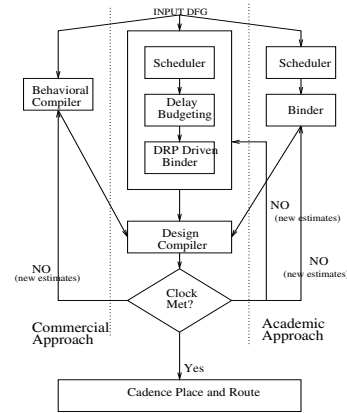 INPUT DFG
Scheduler
Scheduler
Behavioral
Compiler
Delay
Budgeting
Binder
DRP Driven
Binder
NO
(new estimates)
Design
Compiler
NO
(new estimates)
NO
(new estimates)
Clock
Met?
Commercial
Approach
Academic
Approach
Yes
Cadence Place and Route